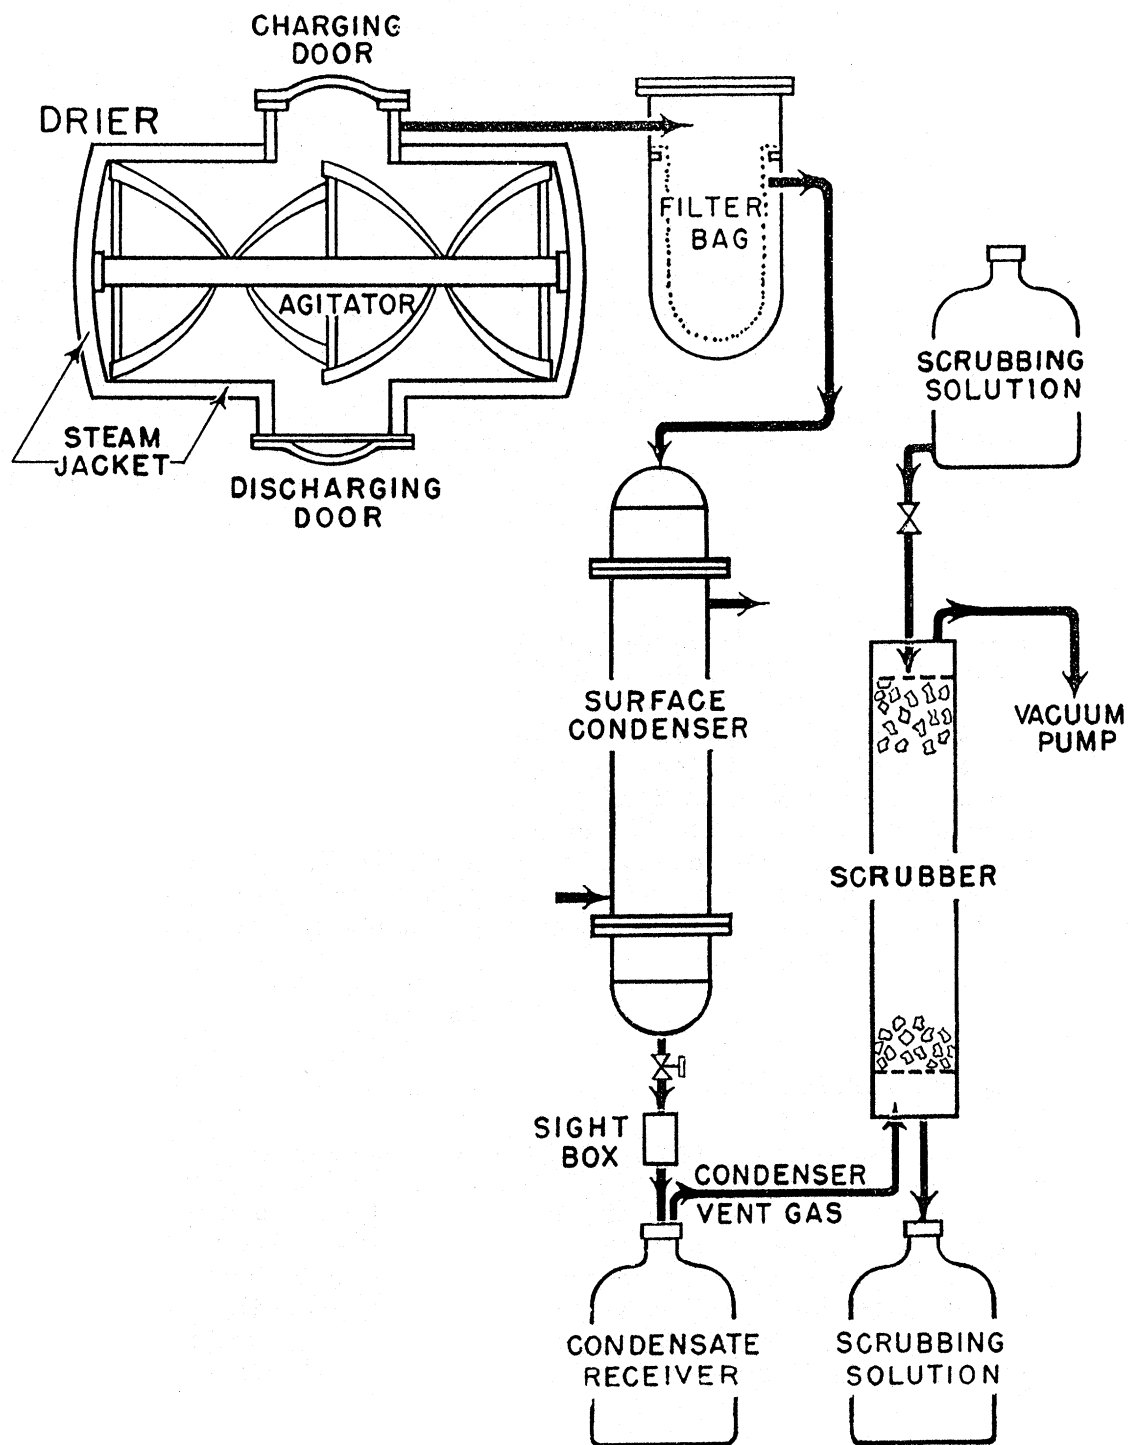 CHARGING
DOOR
DRIER
FILTER
BAG
AGITATOR
SCRUBBING
SOLUTION
STEAM
JACKET
DISCHARGING
DOOR
SURFACE
CONDENSER
VACUUM
PUMP
SCRUBBER
SIGHT
BOX
CONDENSER
VENT GAS
CONDENSATE
RECEIVER
SCRUBBING
SOLUTION